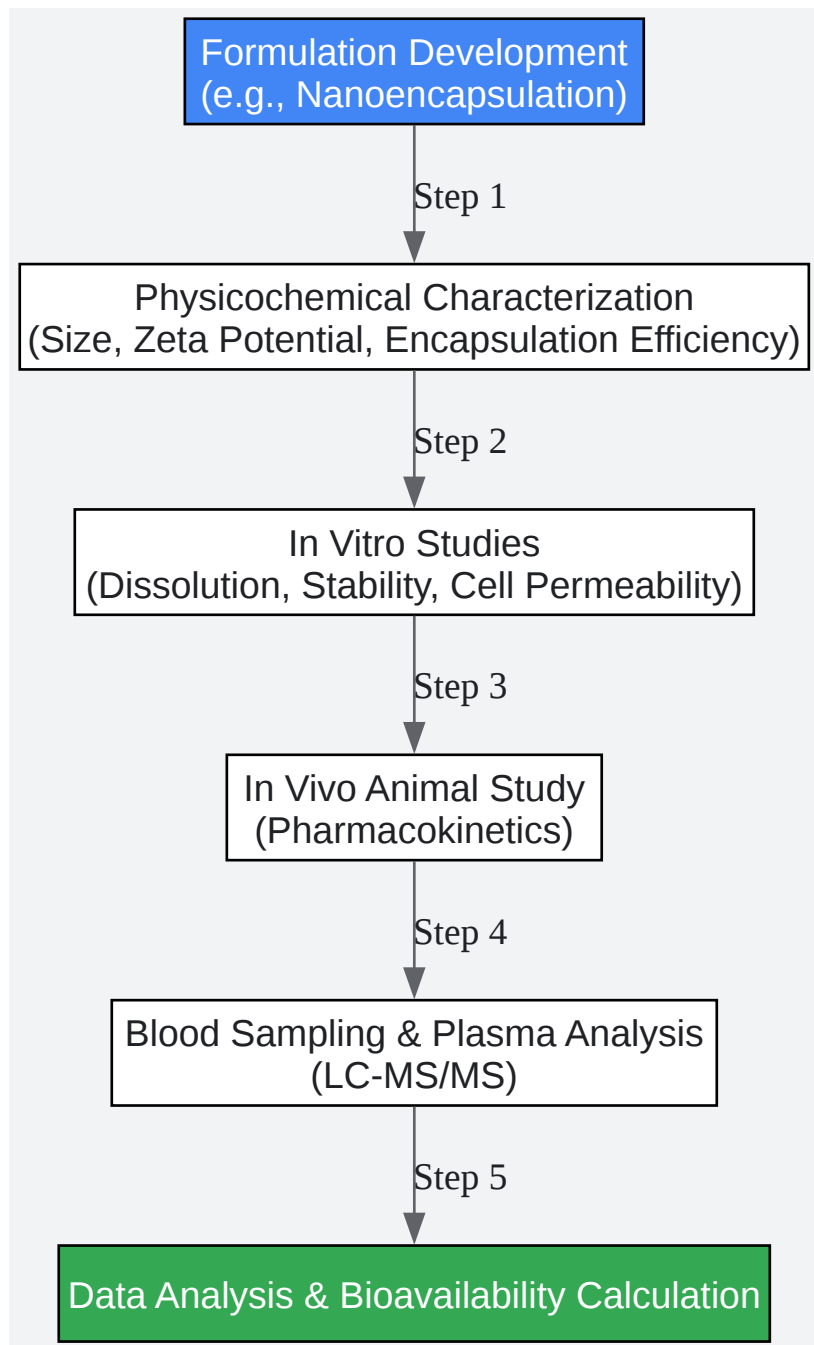 Formulation Development
(e.g., Nanoencapsulation)
Step 1
Physicochemical Characterization
(Size, Zeta Potential, Encapsulation Efficiency)
Step 2
In Vitro Studies
(Dissolution, Stability, Cell Permeability)
Step 3
In Vivo Animal Study
(Pharmacokinetics)
Step 4
Blood Sampling & Plasma Analysis
(LC-MS/MS)
Step 5
Data Analysis & Bioavailability Calculation